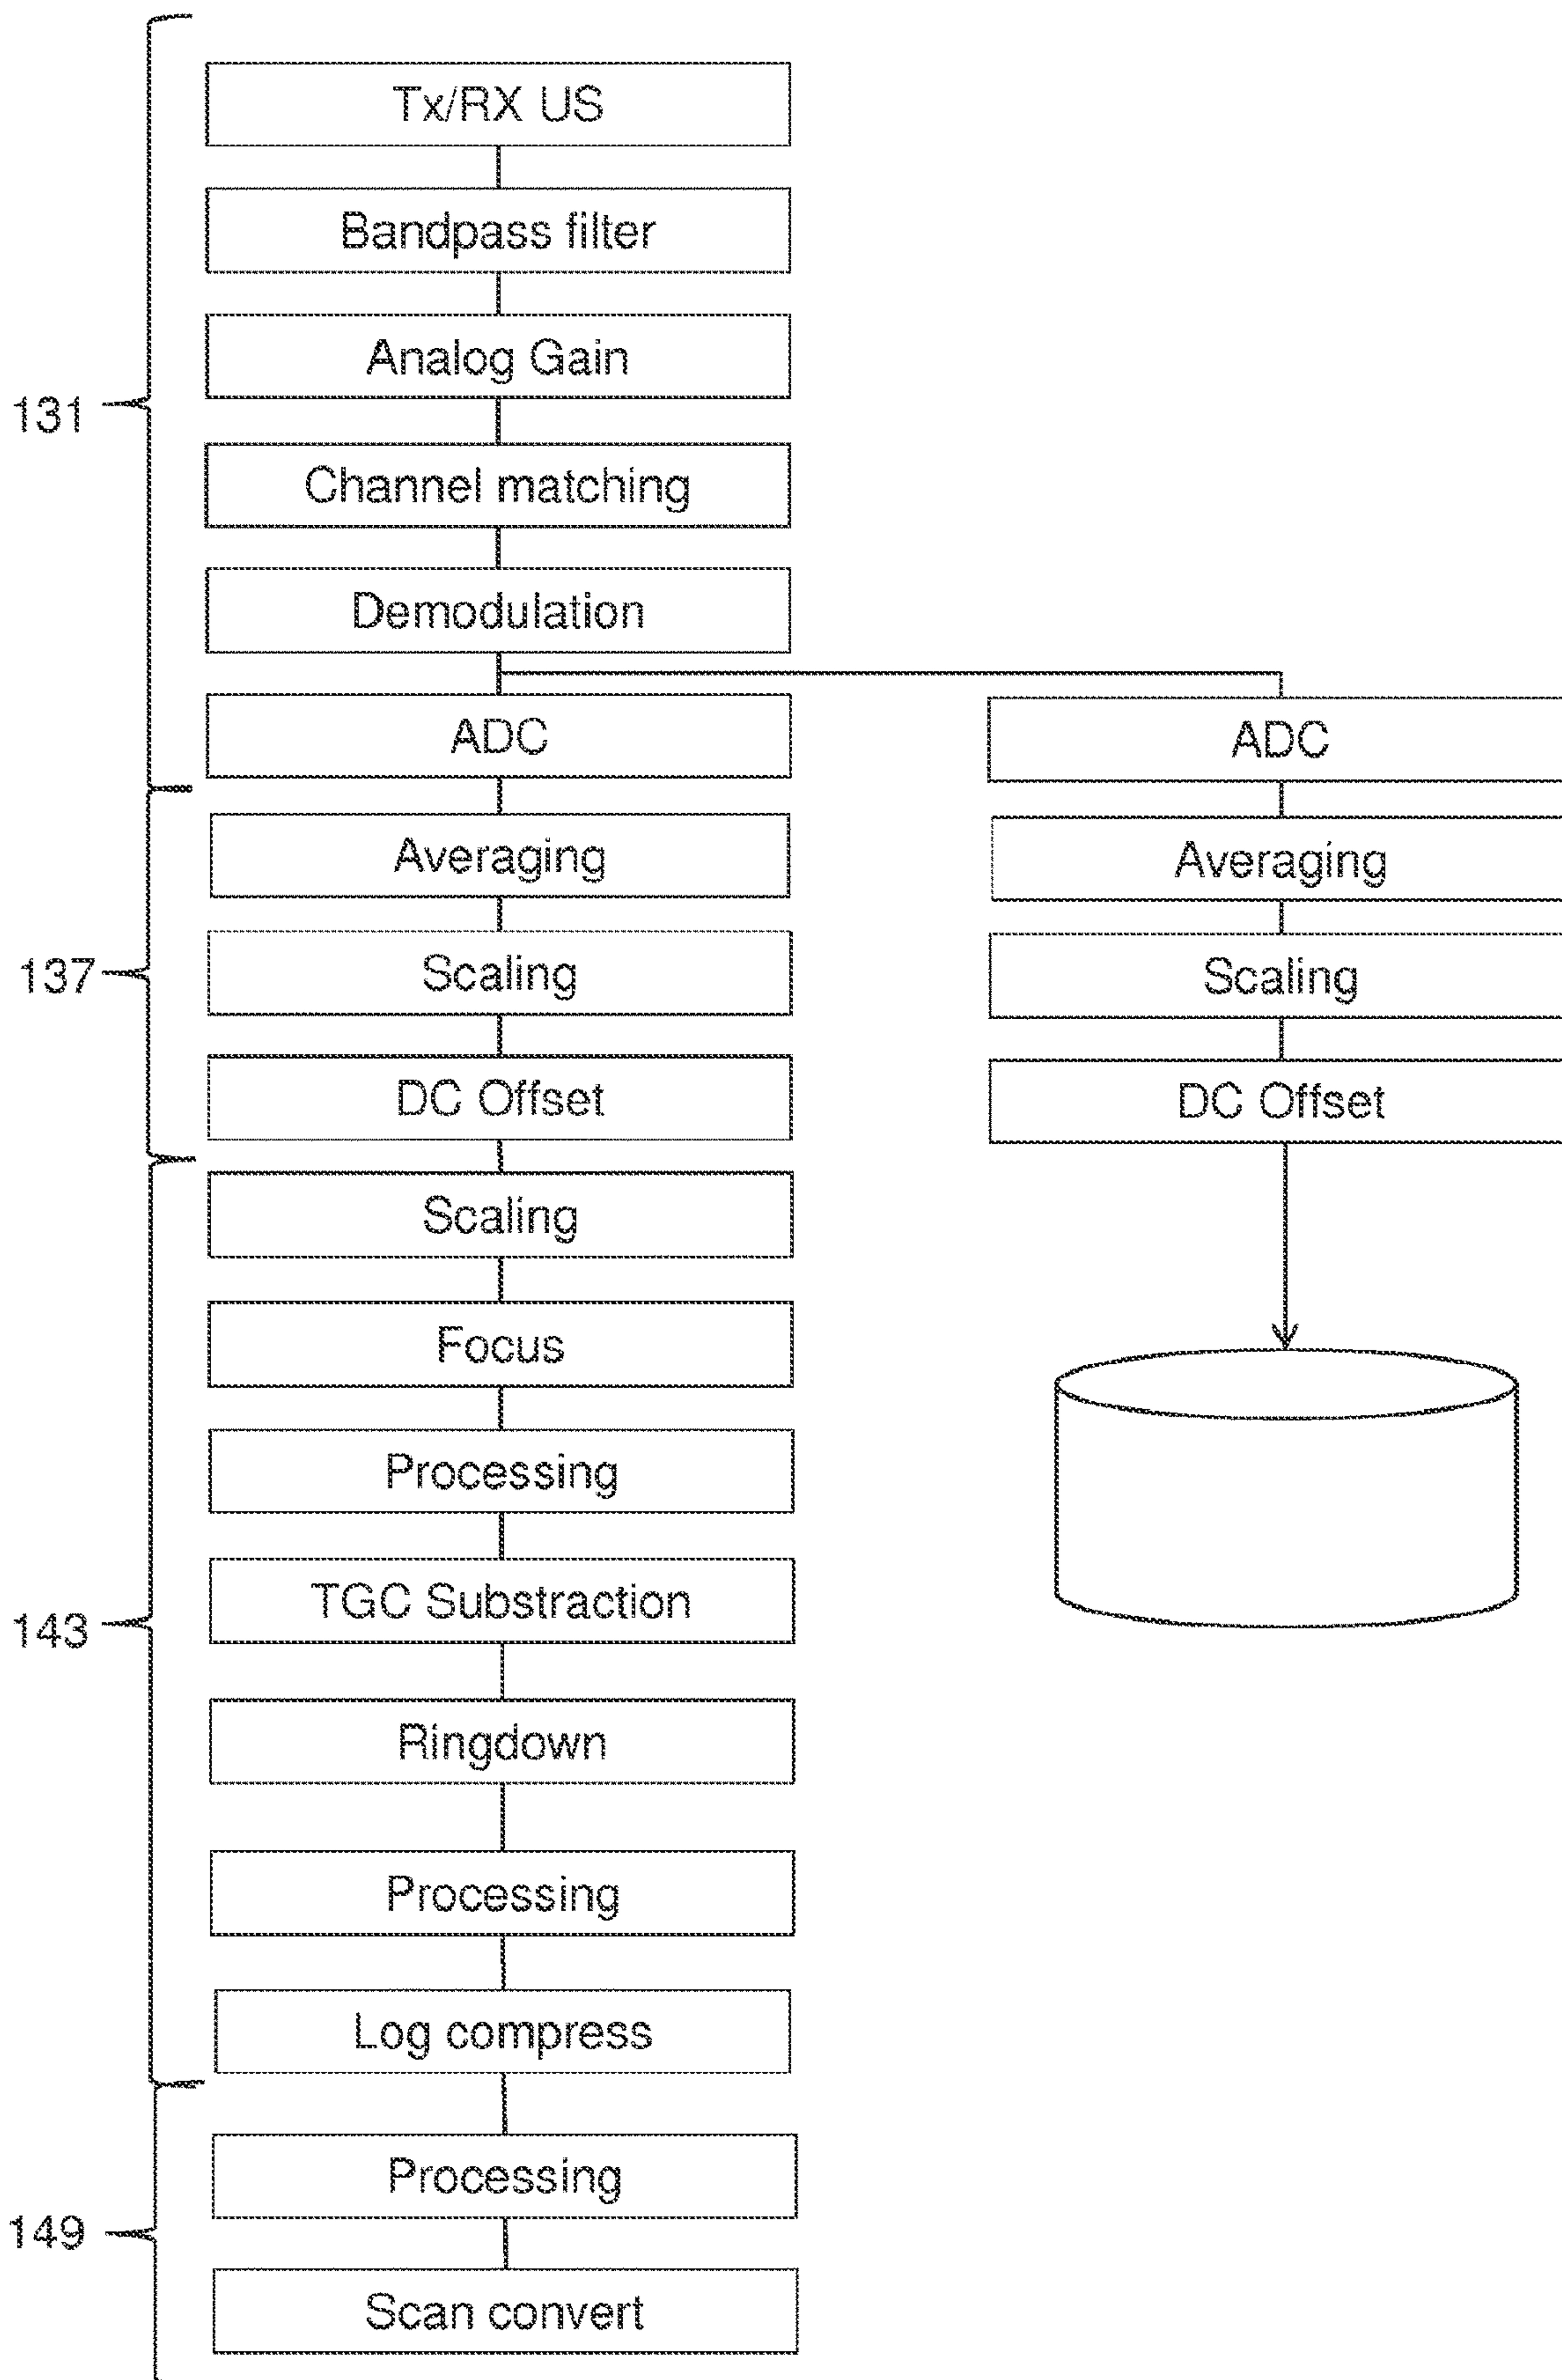 Tx/RX US
Bandpass filter
Analog Gain
131
Channel matching
Demodulation
ADC
ADC
Averaging
Averaging
137
Scaling
Scaling
DC Offset
DC Offset
Scaling
Focus
Processing
TGC Substraction
143
Ringdown
Processing
Log compress
Processing
149
Scan convert